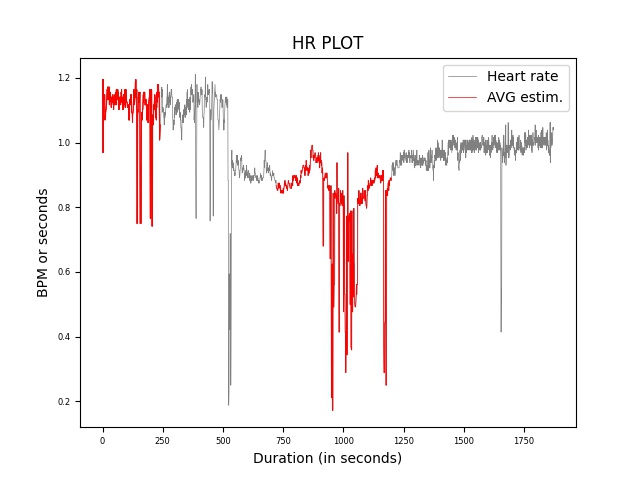 HR PLOT
Heart rate
AVG estim.
1.2
1.0
0.8
0.6
0.4
0.2
BPM or seconds
0 250 500 750 1000 1250 1500 1750
Duration (in seconds)